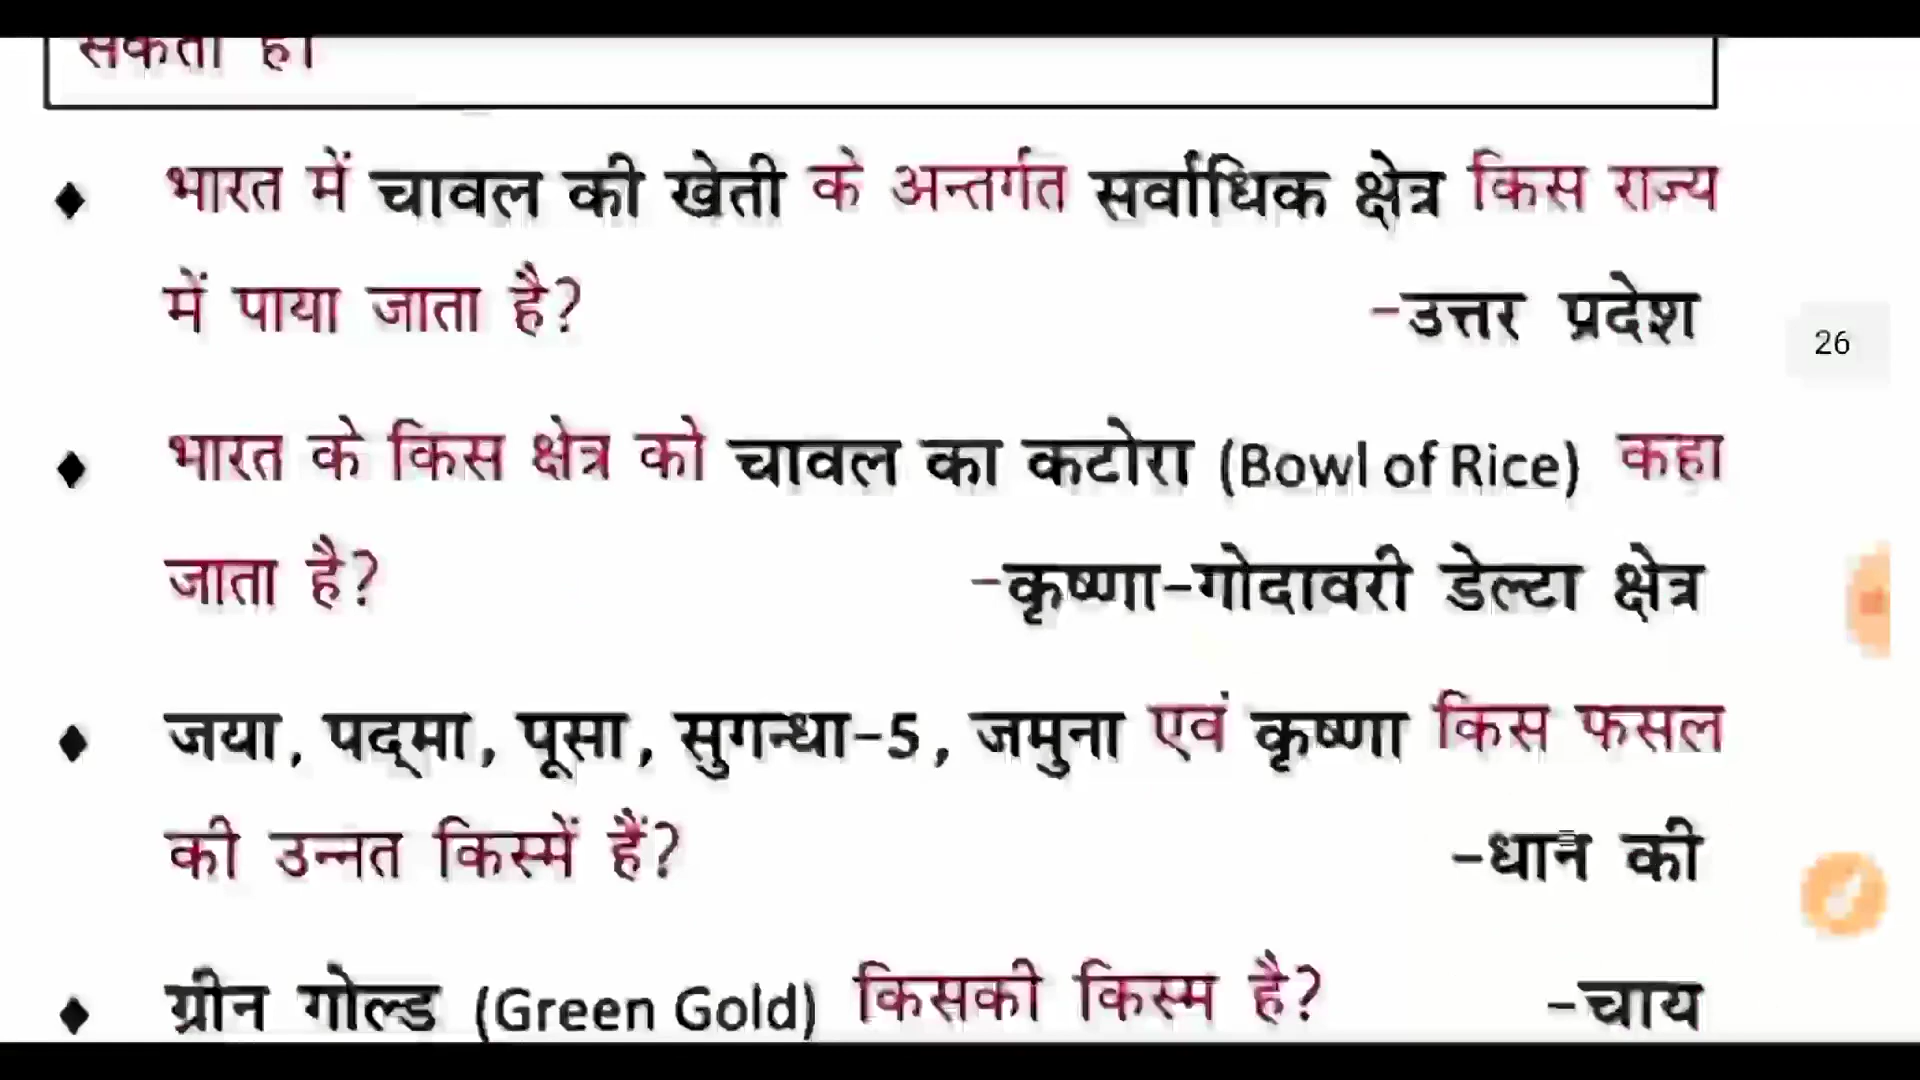 सकता है।
भारत में चावल की खेती के अन्तर्गत सर्वाधिक क्षेत्र किस राज्य
में पाया जाता है? -उत्तर प्रदेश
26
भारत के किस क्षेत्र को चावल का कटोरा (Bowl of Rice) कहा
जाता है? -कृष्णा-गोदावरी डेल्टा क्षेत्र
जया, पद्मा, पूसा, सुगन्धा-5, जमुना एवं कृष्णा किस फसल
की उन्नत किस्में हैं? -धान की
ग्रीन गोल्ड (Green Gold) किसकी किस्म है? -चाय